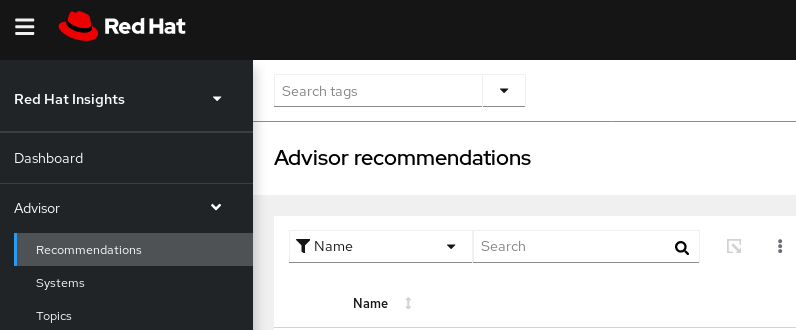 Red Hat
Red Hat Insights
Search tags
Dashboard
Advisor recommendations
Advisor
Name
Search
Recommendations
Systems
Name
Topics